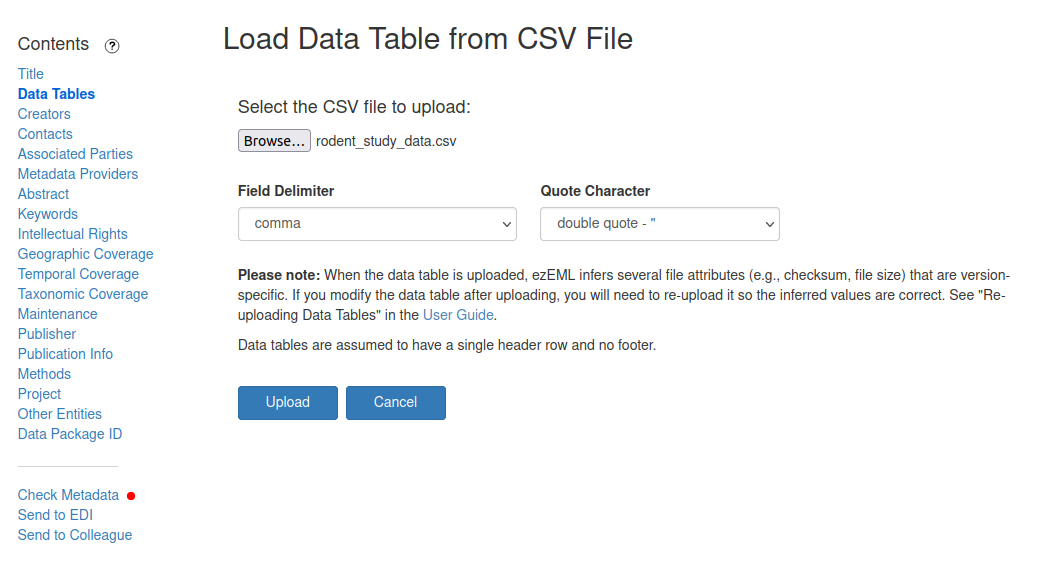 Contents ?
Title
Data Tables
Creators
Contacts
Associated Parties
Metadata Providers
Abstract
Keywords
Intellectual Rights
Geographic Coverage
Temporal Coverage
Taxonomic Coverage
Maintenance
Publisher
Publication Info
Methods
Project
Other Entities
Data Package ID
Check Metadata
Send to EDI
Send to Colleague
Load Data Table from CSV File
Select the CSV file to upload:
Browse... rodent_study_data.csv
Field Delimiter Quote Character
comma double quote - "
Please note: When the data table is uploaded, ezEML infers several file attributes (e.g., checksum, file size) that are version-
specific. If you modify the data table after uploading, you will need to re-upload it so the inferred values are correct. See "Re-
uploading Data Tables" in the User Guide.
Data tables are assumed to have a single header row and no footer.
Upload Cancel